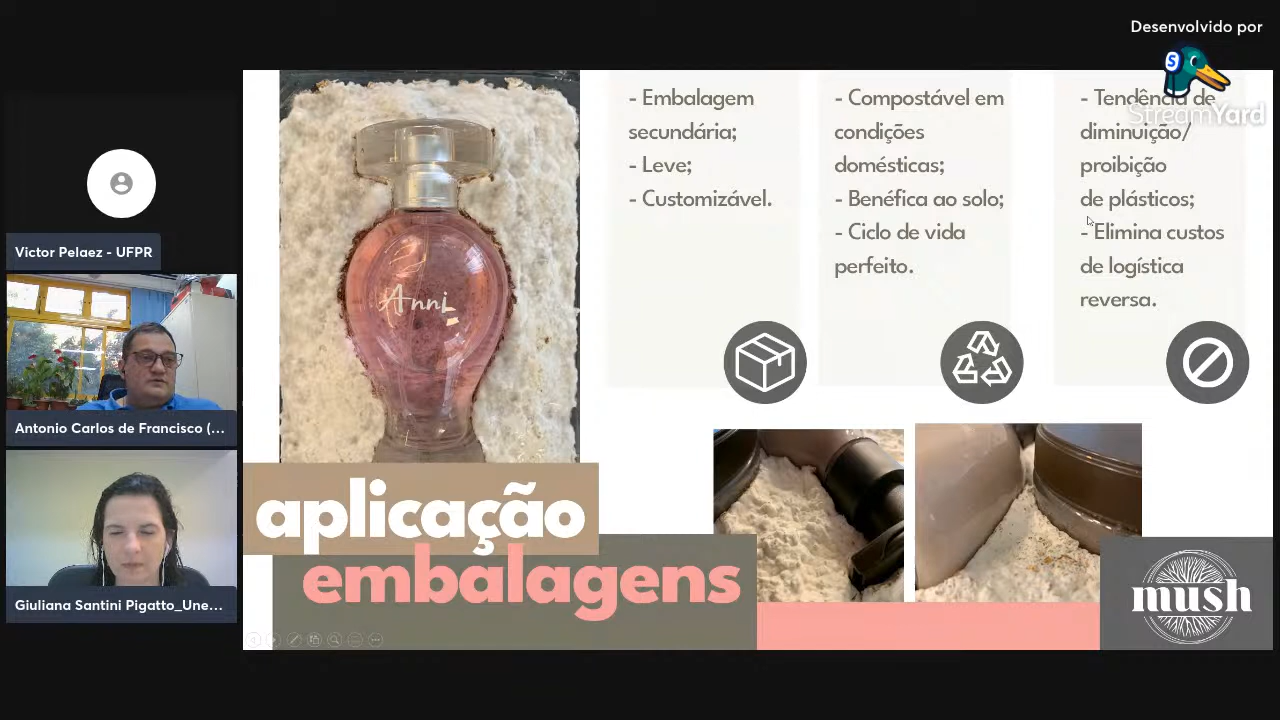 Desenvolvido por
S
StreamYard
Victor Pelaez - UFPR
Antonio Carlos de Francisco (...
Giuliana Santini Pigatto_Une...
Anni
- Embalagem
secundária;
- Leve;
- Customizável.
- Compostável em
condições
domésticas;
- Benéfica ao solo;
- Ciclo de vida
perfeito.
- Tendência de
diminuição/
proibição
de plásticos;
- Elimina custos
de logística
reversa.
aplicação
embalagens
mush